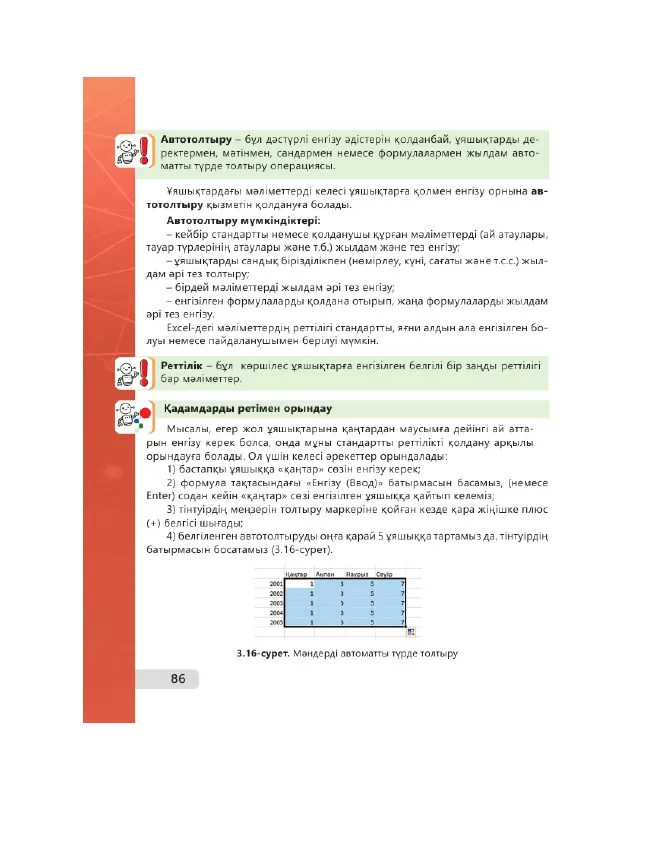 Автотолтыру – бұл дәстүрлі енгізу әдістерін қолданбай, ұяшықтарды де-
ректермен, мәтінмен, сандармен немесе формулалармен жылдам авто-
матты түрде толтыру операциясы.
Ұяшықтардағы мәліметтерді келесі ұяшықтарға қолмен енгізу орнына ав-
тотолтыру қызметін қолдануға болады.
Автотолтыру мүмкіндіктері:
– кейбір стандартты немесе қолданушы құрған мәліметтерді (ай атаулары,
тауар түрлерінің атаулары және т.б.) жылдам және тез енгізу;
– ұяшықтарды сандық бірізділікпен (нөмірлеу, күні, сағаты және т.с.с.) жыл-
дам әрі тез толтыру;
– бірдей мәліметтерді жылдам әрі тез енгізу;
– енгізілген формулаларды қолдана отырып, жаңа формулаларды жылдам
әрі тез енгізу.
Excel-дегі мәліметтердің реттілігі стандартты, яғни алдын ала енгізілген бо-
луы немесе пайдаланушымен берілуі мүмкін.
Реттілік – бұл көршілес ұяшықтарға енгізілген белгілі бір заңды реттілігі
бар мәліметтер.
Қадамдарды ретімен орындау
Мысалы, егер жол ұяшықтарына қаңтардан маусымға дейінгі ай атта-
рын енгізу керек болса, онда мұны стандартты реттілікті қолдану арқылы
орындауға болады. Ол үшін келесі әрекеттер орындалады:
1) бастапқы ұяшыққа «қаңтар» сөзін енгізу керек;
2) формула тақтасындағы «Енгізу (Ввод)» батырмасын басамыз, (немесе
Enter) содан кейін «қаңтар» сөзі енгізілген ұяшыққа қайтып келеміз;
3) тінтуірдің меңзерін толтыру маркеріне қойған кезде қара жіңішке плюс
(+) белгісі шығады;
4) белгіленген автотолтыруды оңға қарай 5 ұяшыққа тартамыз да, тінтуірдің
батырмасын босатамыз (3.16-сурет).
Қаңтар Ақпан Наурыз Сәуір
2001 1 3 5 7
2002 1 3 5 7
2003 1 3 5 7
2004 1 3 5 7
2005 1 3 5 7
3.16-сурет. Мәндерді автоматты түрде толтыру
86